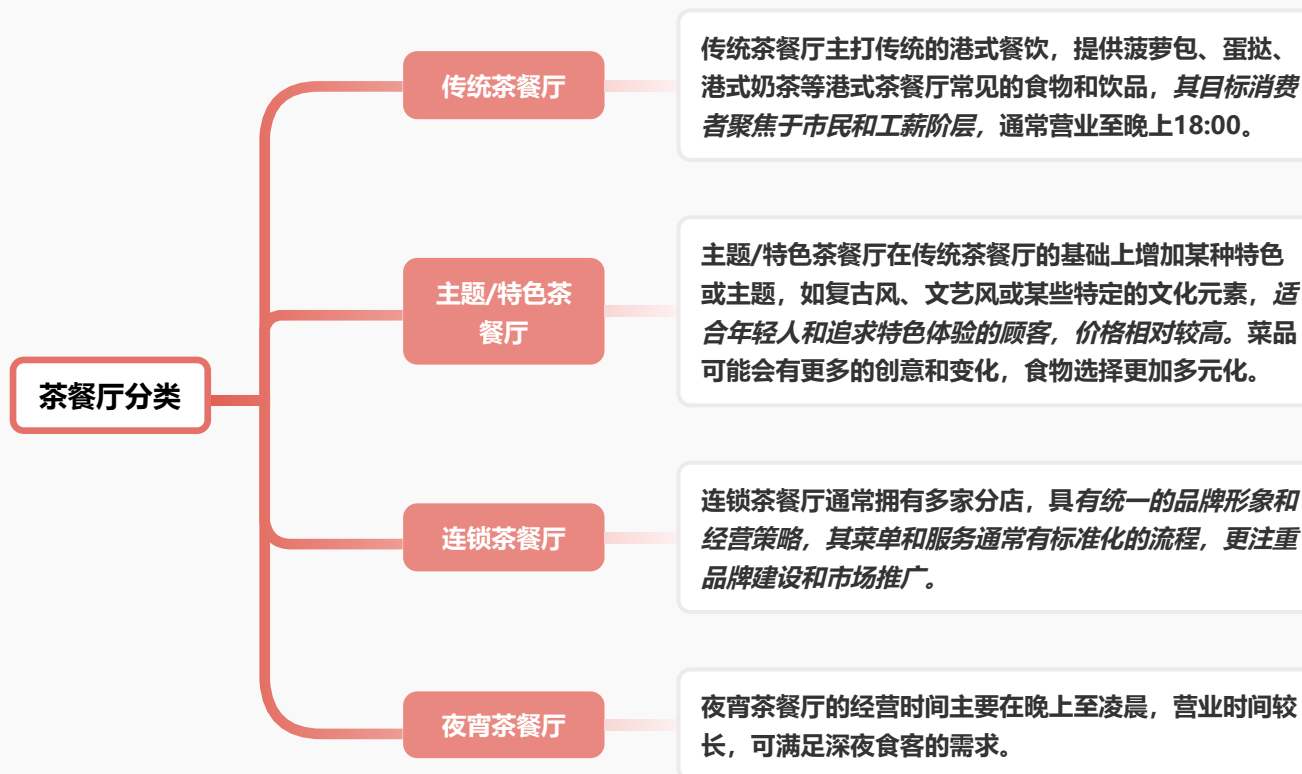 茶餐厅分类
传统茶餐厅
传统茶餐厅主打传统的港式餐饮，提供菠萝包、蛋挞、
港式奶茶等港式茶餐厅常见的食物和饮品，其目标消费
者聚焦于市民和工薪阶层，通常营业至晚上18:00。
主题/特色茶
餐厅
主题/特色茶餐厅在传统茶餐厅的基础上增加某种特色
或主题，如复古风、文艺风或某些特定的文化元素，适
合年轻人和追求特色体验的顾客，价格相对较高。菜品
可能会有更多的创意和变化，食物选择更加多元化。
连锁茶餐厅
连锁茶餐厅通常拥有多家分店，具有统一的品牌形象和
经营策略，其菜单和服务通常有标准化的流程，更注重
品牌建设和市场推广。
夜宵茶餐厅
夜宵茶餐厅的经营时间主要在晚上至凌晨，营业时间较
长，可满足深夜食客的需求。